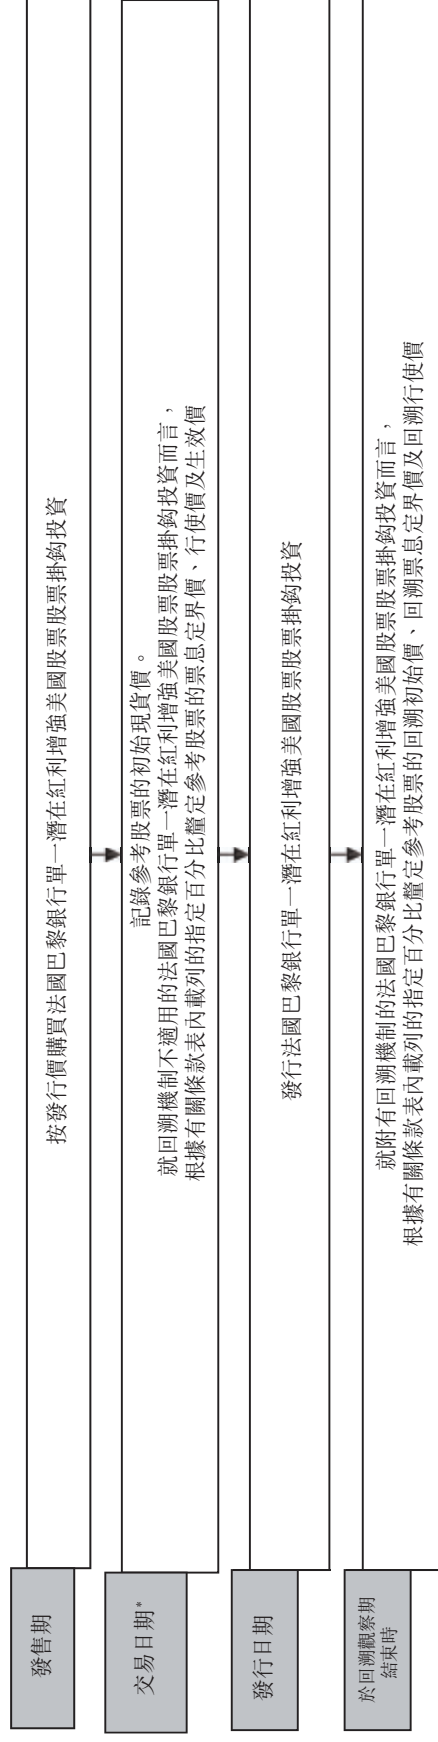 發售期
按發行價購買法國巴黎銀行單一潛在紅利增強美國股票股票掛鈎投資
交易日期*
記錄參考股票的初始現貨價。
就回溯機制不適用的法國巴黎銀行單一潛在紅利增強美國股票股票掛鈎投資而言，
根據有關條款表內載列的指定百分比釐定參考股票的票息定界價、行使價及生效價
發行日期
發行法國巴黎銀行單一潛在紅利增強美國股票股票掛鈎投資
於回溯觀察期
結束時
就附有回溯機制的法國巴黎銀行單一潛在紅利增強美國股票股票掛鈎投資而言，
根據有關條款表內載列的指定百分比釐定參考股票的回溯初始價、回溯票息定界價及回溯行使價